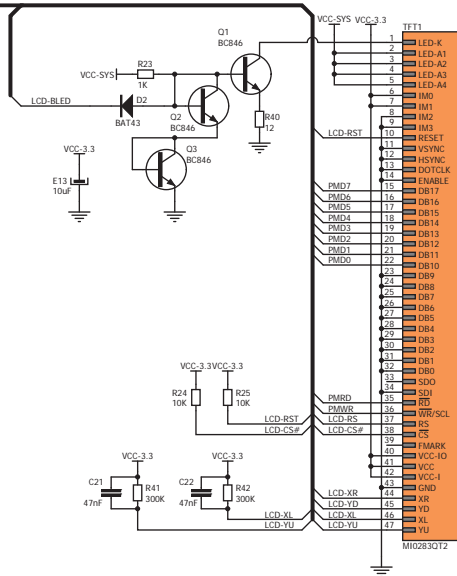 Q1
BC846
VCC-SYS VCC-3.3
TFT1
R23
VCC-SYS
1K
LCD-BLED
D2
BAT43
Q2
BC846
R40
12
Q3
BC846
VCC-3.3
E13
10uF
LCD-RST
PMD7
PMD6
PMD5
PMD4
PMD3
PMD2
PMD1
PMD0
1 LED-K
2 LED-A1
3 LED-A2
4 LED-A3
5 LED-A4
6 IM0
7 IM1
8 IM2
9 IM3
10 RESET
11 VSYNC
12 HSYNC
13 DOTCLK
14 ENABLE
15 DB17
16 DB16
17 DB15
18 DB14
19 DB13
20 DB12
21 DB11
22 DB10
23 DB9
24 DB8
25 DB7
26 DB6
27 DB5
28 DB4
29 DB3
30 DB2
31 DB1
32 DB0
33 SDO
34 SDI
35 RD
36 WR/SCL
37 RS
38 CS
39 FMARK
40 VCC-IO
41 VCC
42 VCC-I
43 GND
44 XR
45 YD
46 XL
47 YU
MI0283QT2
VCC-3.3 VCC-3.3
R24
10K
R25
10K
PMRD
PMWR
LCD-RST
LCD-RS
LCD-CS#
LCD-CS#
VCC-3.3
VCC-3.3
C21
47nF
R41
300K
C22
47nF
R42
300K
LCD-XR
LCD-YD
LCD-XL
LCD-XL
LCD-YU
LCD-YU